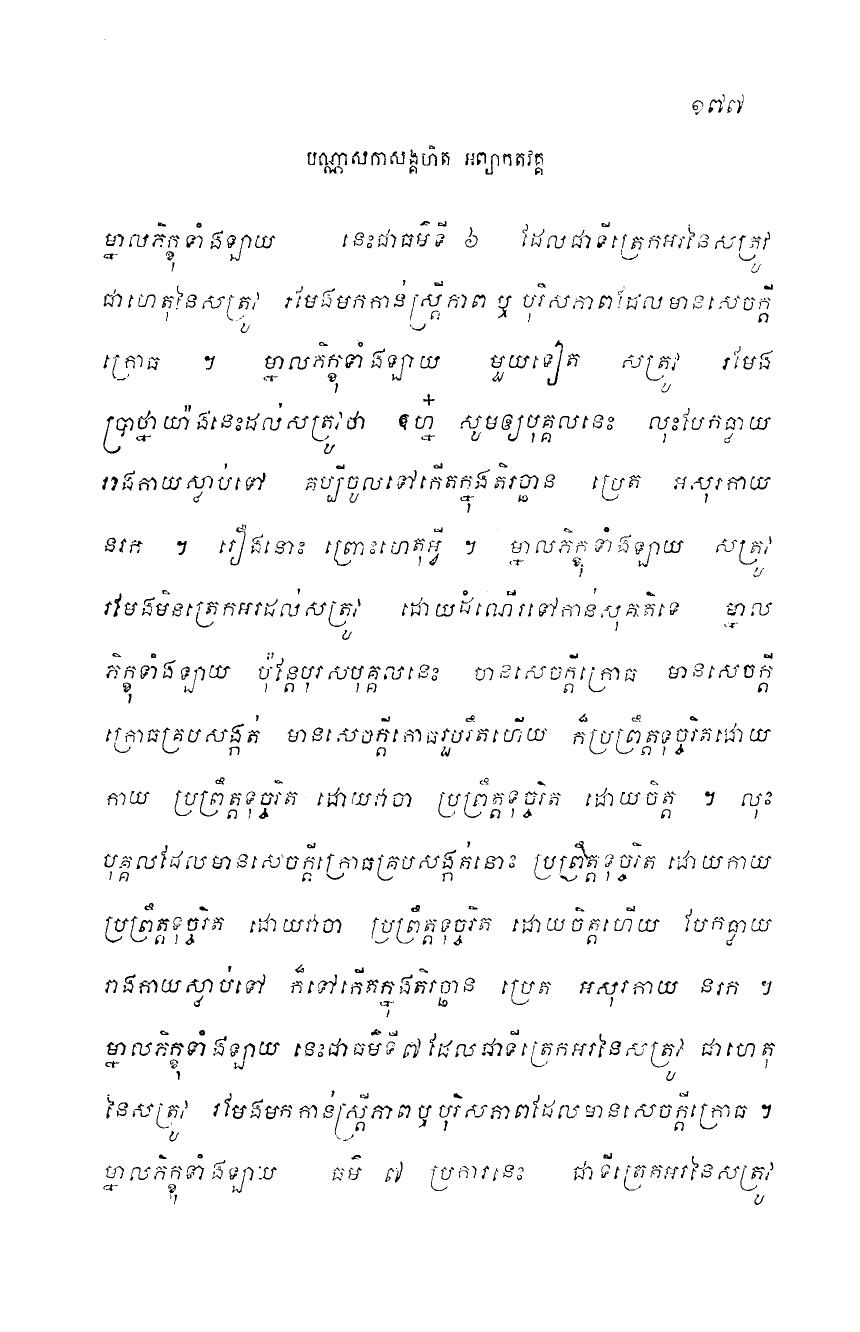 ១៧៧
បណ្ណាសកាសង្គហិត អព្យាកតវគ្គ
ម្នាលភិក្ខុទាំងឡាយ នេះជាធម៌ទី ៦ ដែលជាទីត្រេកអរនៃសត្រូវ
ជាហេតុនៃសត្រូវ រមែងមកកាន់ស្ត្រីភាព ឬ បុរិសភាពដែលមានសេចក្តី
ក្រោធ ។ ម្នាលភិក្ខុទាំងឡាយ មួយទៀត សត្រូវ រមែង
ប្រាថ្នាយ៉ាងនេះដល់សត្រូវថា ឱហ្ន៎ សូមឲ្យបុគ្គលនេះ លុះបែកធ្លាយ
រាងកាយស្លាប់ទៅ គប្បីចូលទៅកើតក្នុងតិរច្ឆាន ប្រេត អសុរកាយ
នរក ។ រឿងនោះ ព្រោះហេតុអ្វី ។ ម្នាលភិក្ខុទាំងឡាយ សត្រូវ
រមែងមិនត្រេកអរដល់សត្រូវ ដោយដំណើរទៅកាន់សុគតិទេ ម្នាល
ភិក្ខុទាំងឡាយ ប៉ុន្តែបុរសបុគ្គលនេះ មានសេចក្តីក្រោធ មានសេចក្តី
ក្រោធគ្របសង្កត់ មានសេចក្តីក្រោធរួបរឹតហើយ ក៏ប្រព្រឹត្តទុច្ចរិតដោយ
កាយ ប្រព្រឹត្តទុច្ចរិត ដោយវាចា ប្រព្រឹត្តទុច្ចរិត ដោយចិត្ត ។ លុះ
បុគ្គលដែលមានសេចក្តីក្រោធគ្របសង្កត់នោះ ប្រព្រឹត្តទុច្ចរិត ដោយកាយ
ប្រព្រឹត្តទុច្ចរិត ដោយវាចា ប្រព្រឹត្តទុច្ចរិត ដោយចិត្តហើយ បែកធ្លាយ
រាងកាយស្លាប់ទៅ ក៏ទៅកើតក្នុងតិរច្ឆាន ប្រេត អសុរកាយ នរក ។
ម្នាលភិក្ខុទាំងឡាយ នេះជាធម៌ទី៧ ដែលជាទីត្រេកអរនៃសត្រូវ ជាហេតុ
នៃសត្រូវ រមែងមកកាន់ស្ត្រីភាព ឬ បុរិសភាពដែលមានសេចក្តីក្រោធ ។
ម្នាលភិក្ខុទាំងឡាយ ធម៌ ៧ ប្រការនេះ ជាទីត្រេកអរនៃសត្រូវ